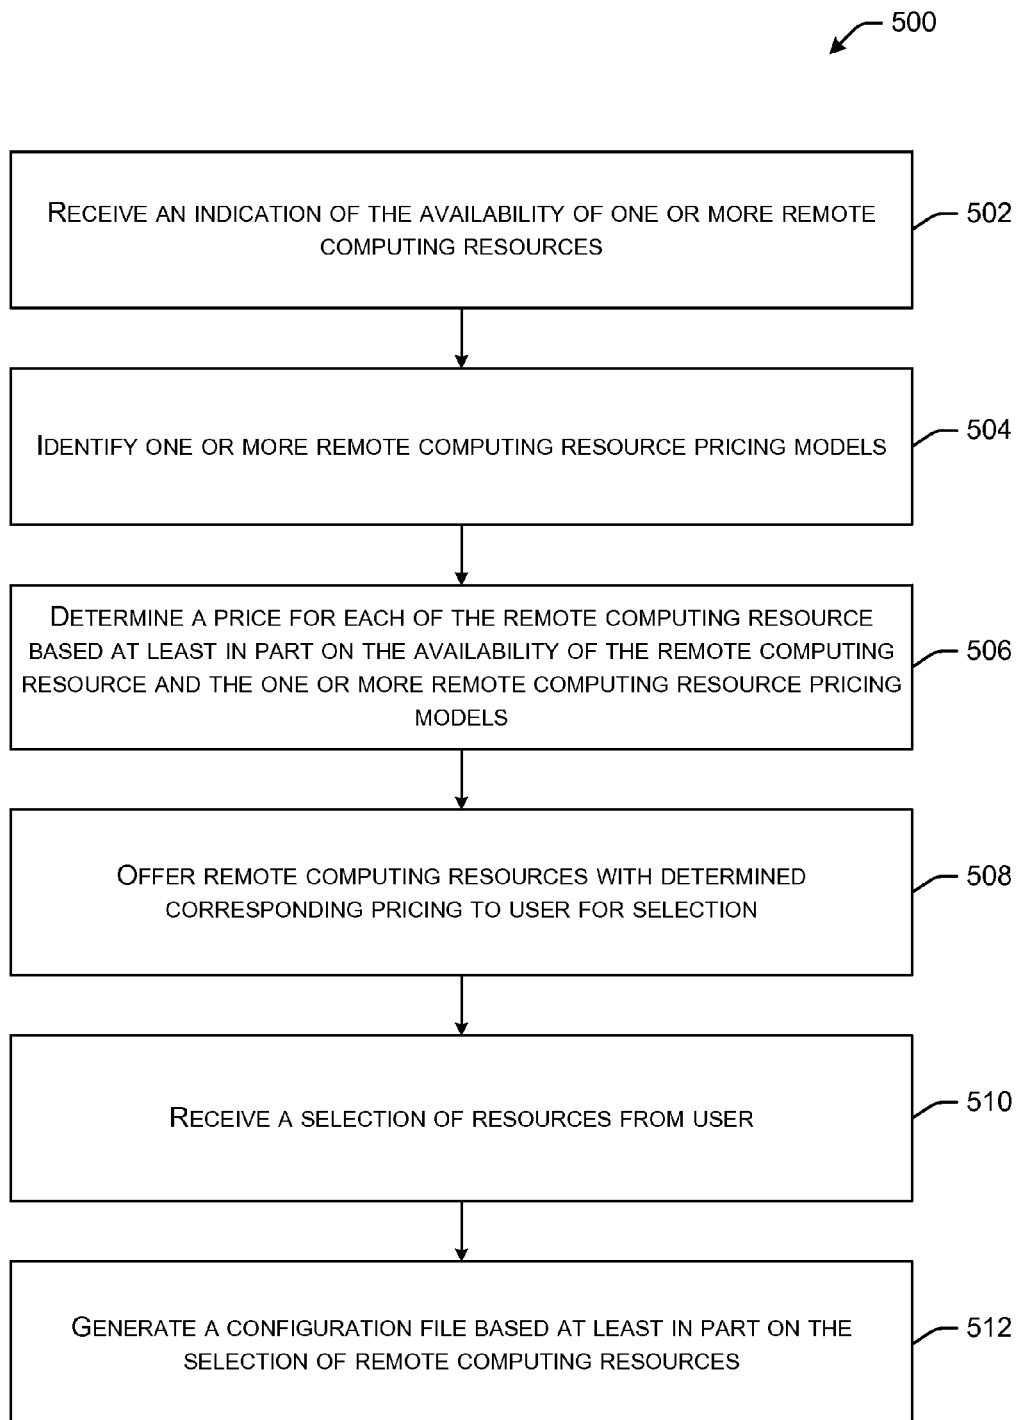 500
RECEIVE AN INDICATION OF THE AVAILABILITY OF ONE OR MORE REMOTE
COMPUTING RESOURCES
502
IDENTIFY ONE OR MORE REMOTE COMPUTING RESOURCE PRICING MODELS
504
DETERMINE A PRICE FOR EACH OF THE REMOTE COMPUTING RESOURCE
BASED AT LEAST IN PART ON THE AVAILABILITY OF THE REMOTE COMPUTING
RESOURCE AND THE ONE OR MORE REMOTE COMPUTING RESOURCE PRICING
MODELS
506
OFFER REMOTE COMPUTING RESOURCES WITH DETERMINED
CORRESPONDING PRICING TO USER FOR SELECTION
508
RECEIVE A SELECTION OF RESOURCES FROM USER
510
GENERATE A CONFIGURATION FILE BASED AT LEAST IN PART ON THE
SELECTION OF REMOTE COMPUTING RESOURCES
512